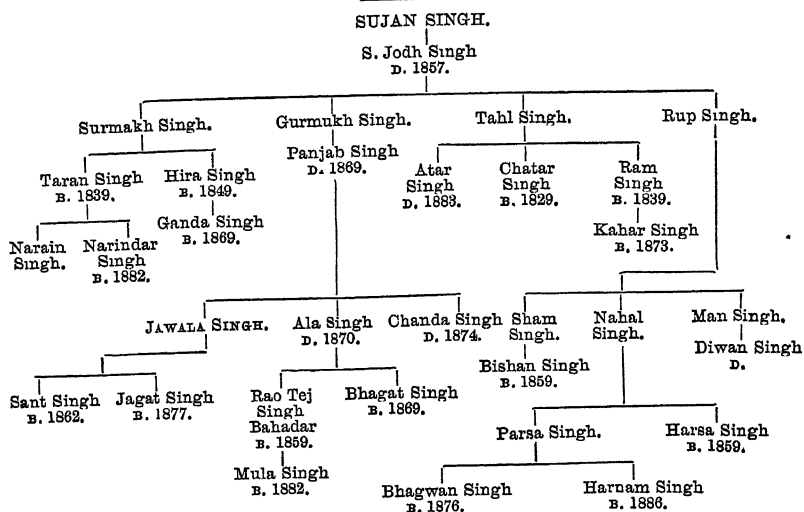 SUJAN SINGH.
S. Jodh Singh
D. 1857.
Surmakh Singh.
Gurmukh Singh.
Tahl Singh.
Rup Singh.
Taran Singh
B. 1839.
Hira Singh
B. 1849.
Panjab Singh
D. 1869.
Atar
Singh
D. 1883.
Chatar
Singh
B. 1829.
Ram
Singh
B. 1839.
Narain
Singh.
Narindar
Singh
B. 1882.
Ganda Singh
B. 1869.
Kahar Singh
B. 1873.
JAWALA SINGH.
Ala Singh
D. 1870.
Chanda Singh
D. 1874.
Sham
Singh.
Nahal
Singh.
Man Singh.
Bishan Singh
B. 1859.
Diwan Singh
D.
Sant Singh
B. 1862.
Jagat Singh
B. 1877.
Rao Tej
Singh
Bahadar
B. 1859.
Bhagat Singh
B. 1869.
Parsa Singh.
Harsa Singh
B. 1859.
Mula Singh
B. 1882.
Bhagwan Singh
B. 1876.
Harnam Singh
B. 1886.